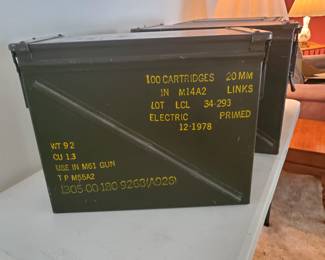 100 CARTRIDGES 20 MM
IN M14A2 LINKS
LOT LCL 34-293
ELECTRIC PRIMED
12-1978
WT 92
CU 1.3
USE IN M61 GUN
T P M55A2
1305-00-180-9263(A926)